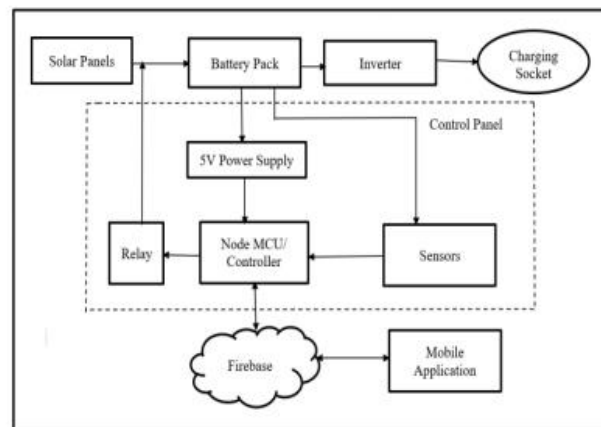 Solar Panels
Battery Pack
Inverter
Charging
Socket
Control Panel
5V Power Supply
Relay
Node MCU/
Controller
Sensors
Firebase
Mobile
Application